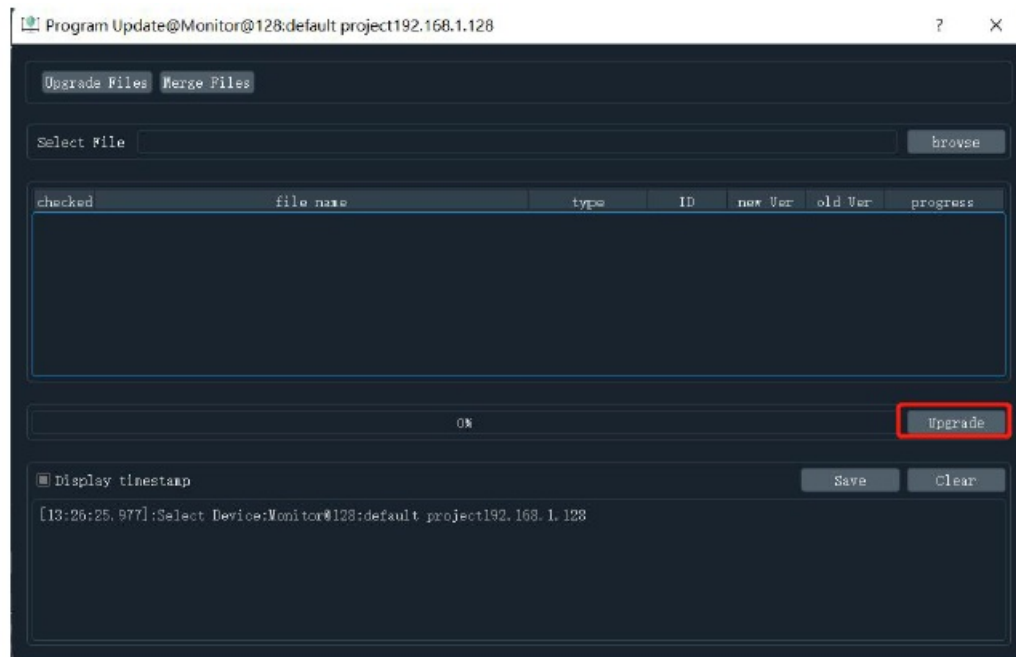 Program Update@Monitor@128:default project192.168.1.128 ? ×
Upgrade Files Merge Files
Select File browse
checked file name type ID new Ver old Ver progress
0% Upgrade
Display timestamp Save Clear
[13:26:25.977]:Select Device:Monitor@128:default project192.168.1.128